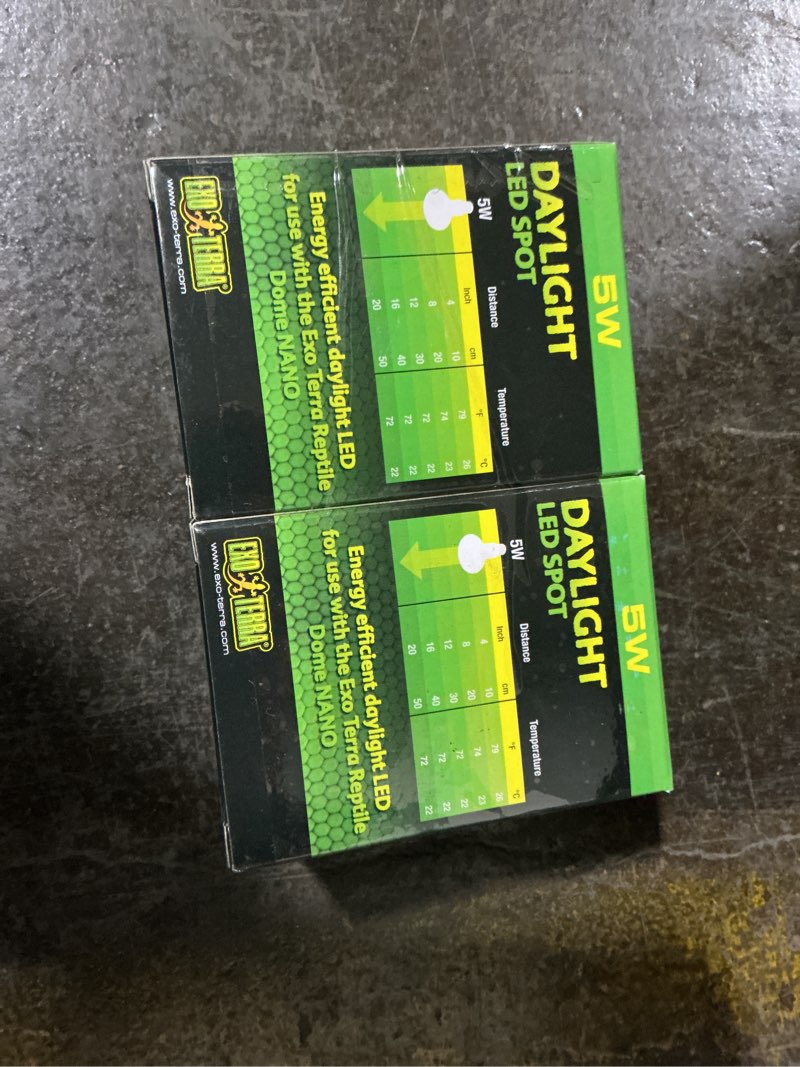 5W
DAYLIGHT
LED SPOT
5W
Distance Temperature
Inch cm °F °C
4 10 79 26
8 20 74 23
12 30 72 22
16 40 72 22
20 50 72 22
Energy efficient daylight LED
for use with the Exo Terra Reptile
Dome NANO
EXO TERRA®
www.exo-terra.com
5W
DAYLIGHT
LED SPOT
5W
Distance Temperature
Inch cm °F °C
4 10 79 26
8 20 74 23
12 30 72 22
16 40 72 22
20 50 72 22
Energy efficient daylight LED
for use with the Exo Terra Reptile
Dome NANO
EXO TERRA®
www.exo-terra.com